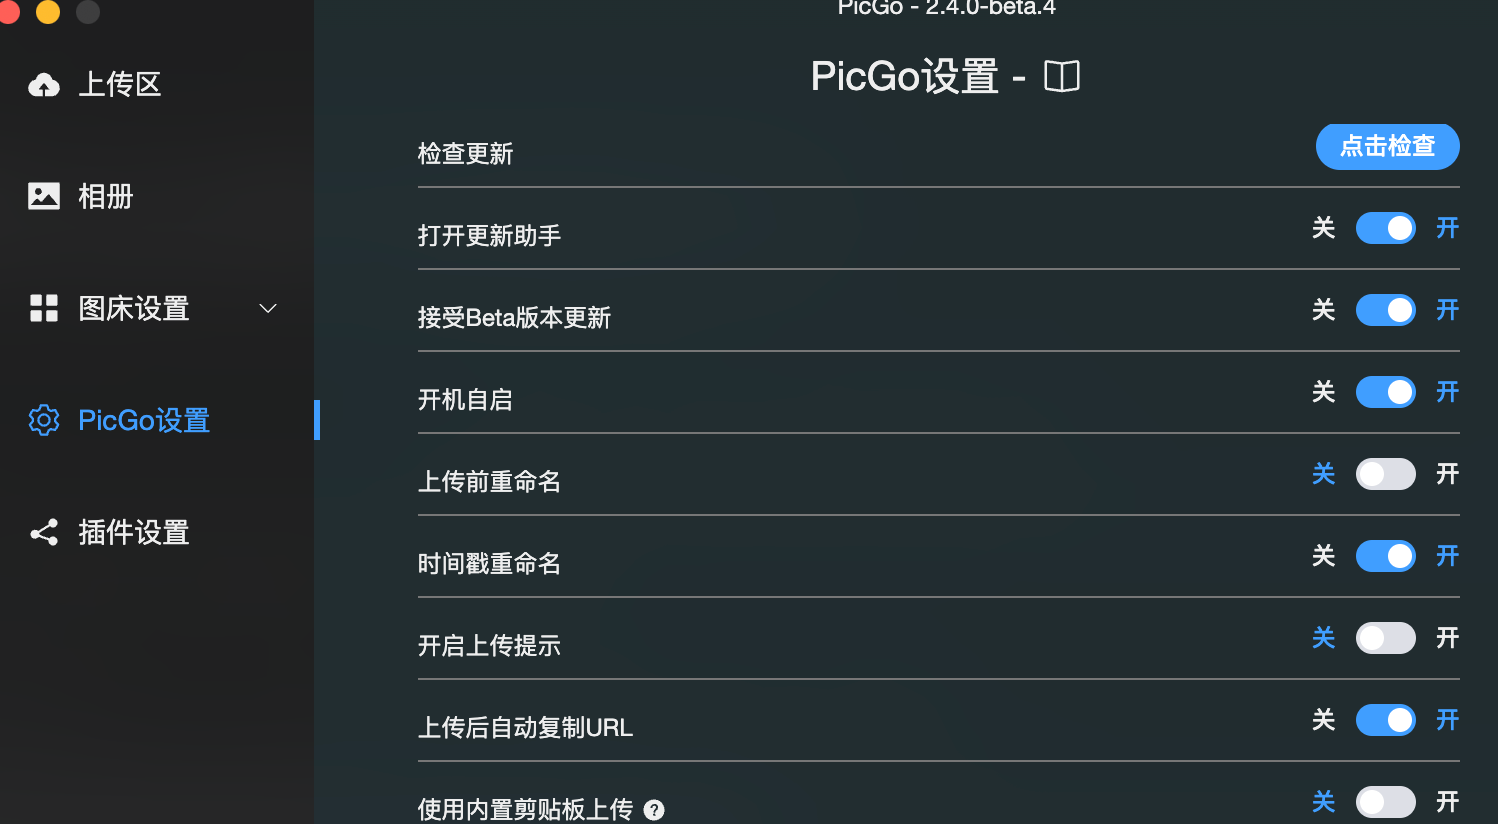 PicGo - 2.4.0-beta.4
上传区
相册
图床设置
PicGo设置
插件设置
PicGo设置 -
检查更新 点击检查
打开更新助手 关 开
接受Beta版本更新 关 开
开机自启 关 开
上传前重命名 关 开
时间戳重命名 关 开
开启上传提示 关 开
上传后自动复制URL 关 开
使用内置剪贴板上传 ? 关 开